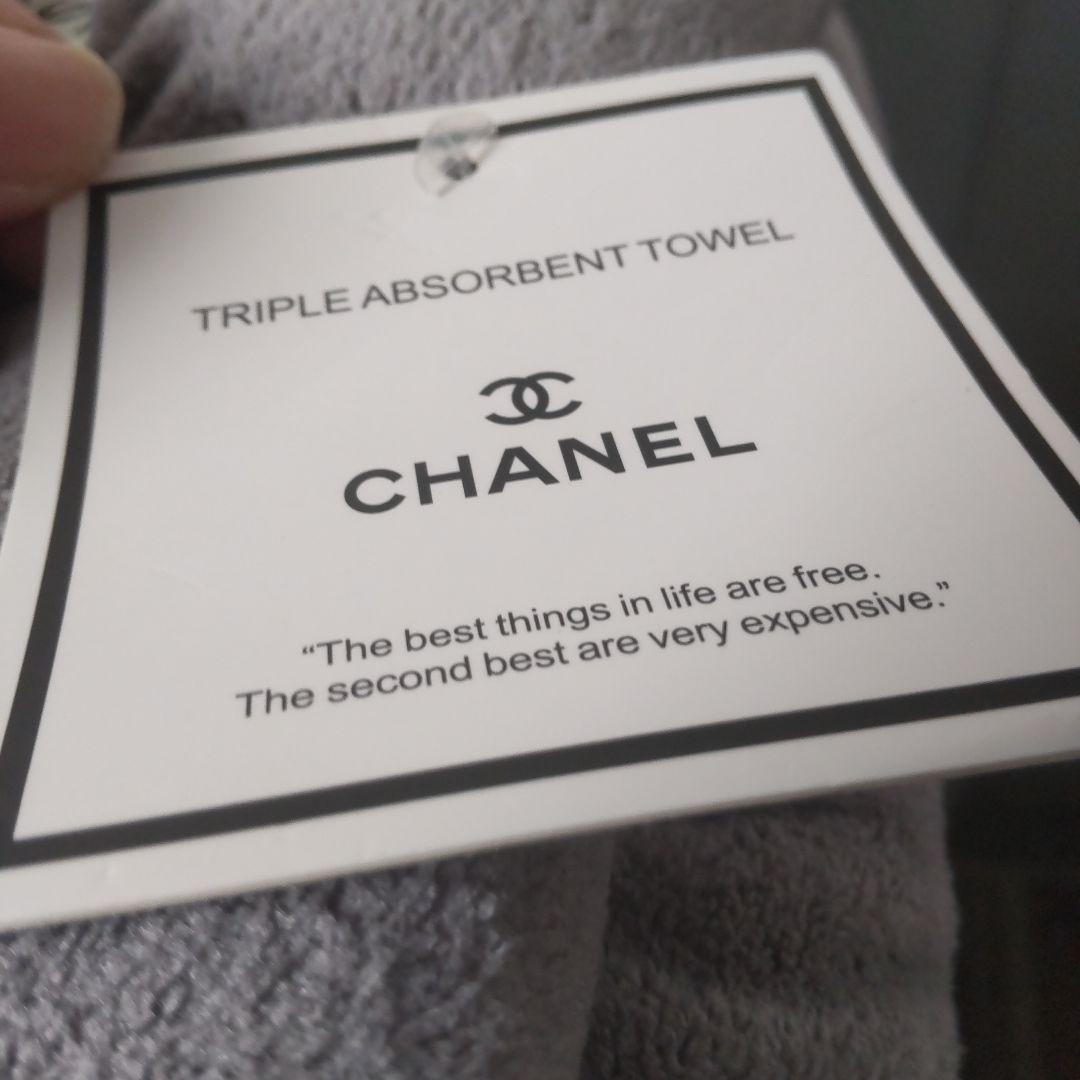 TRIPLE ABSORBENT TOWEL
CHANEL
“The best things in life are free.
The second best are very expensive.”